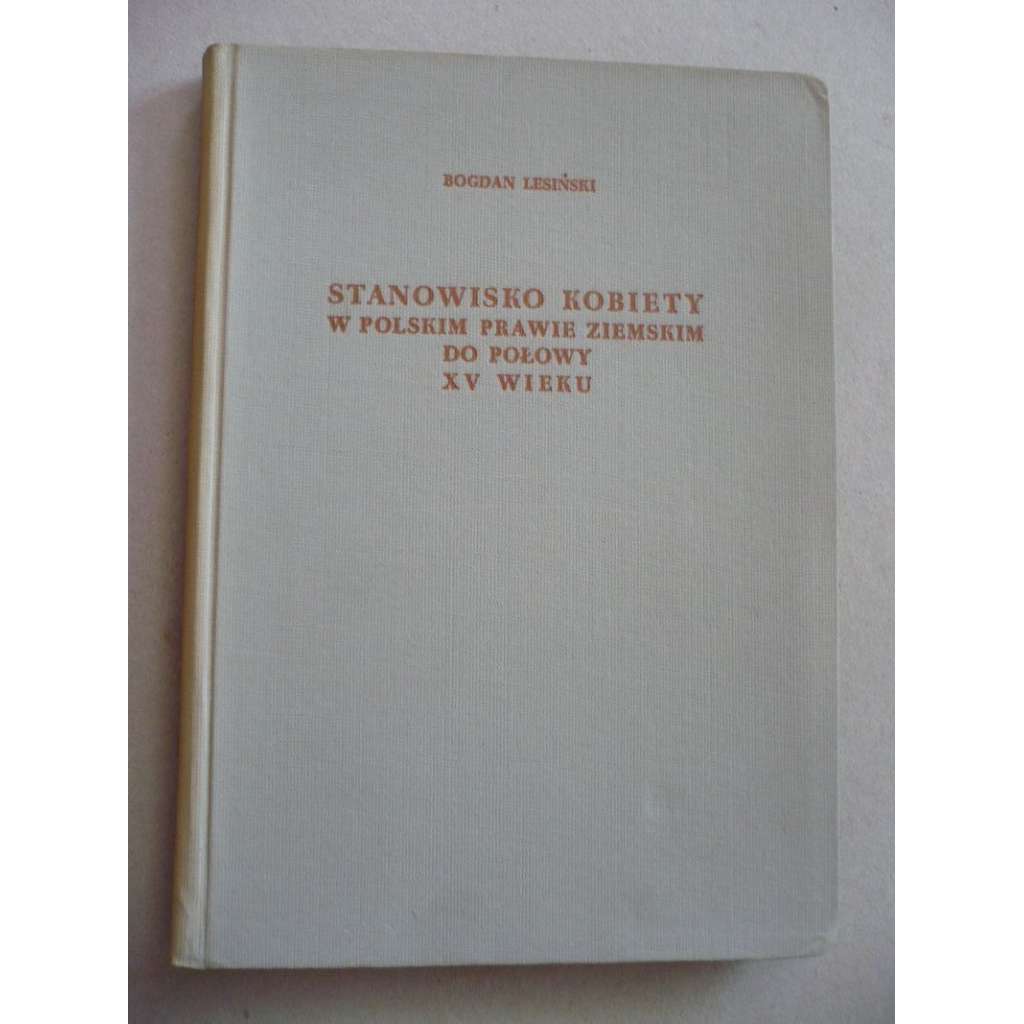 BOGDAN LESIŃSKI
STANOWISKO KOBIETY
W POLSKIM PRAWIE ZIEMSKIM
DO POŁOWY
XV WIEKU